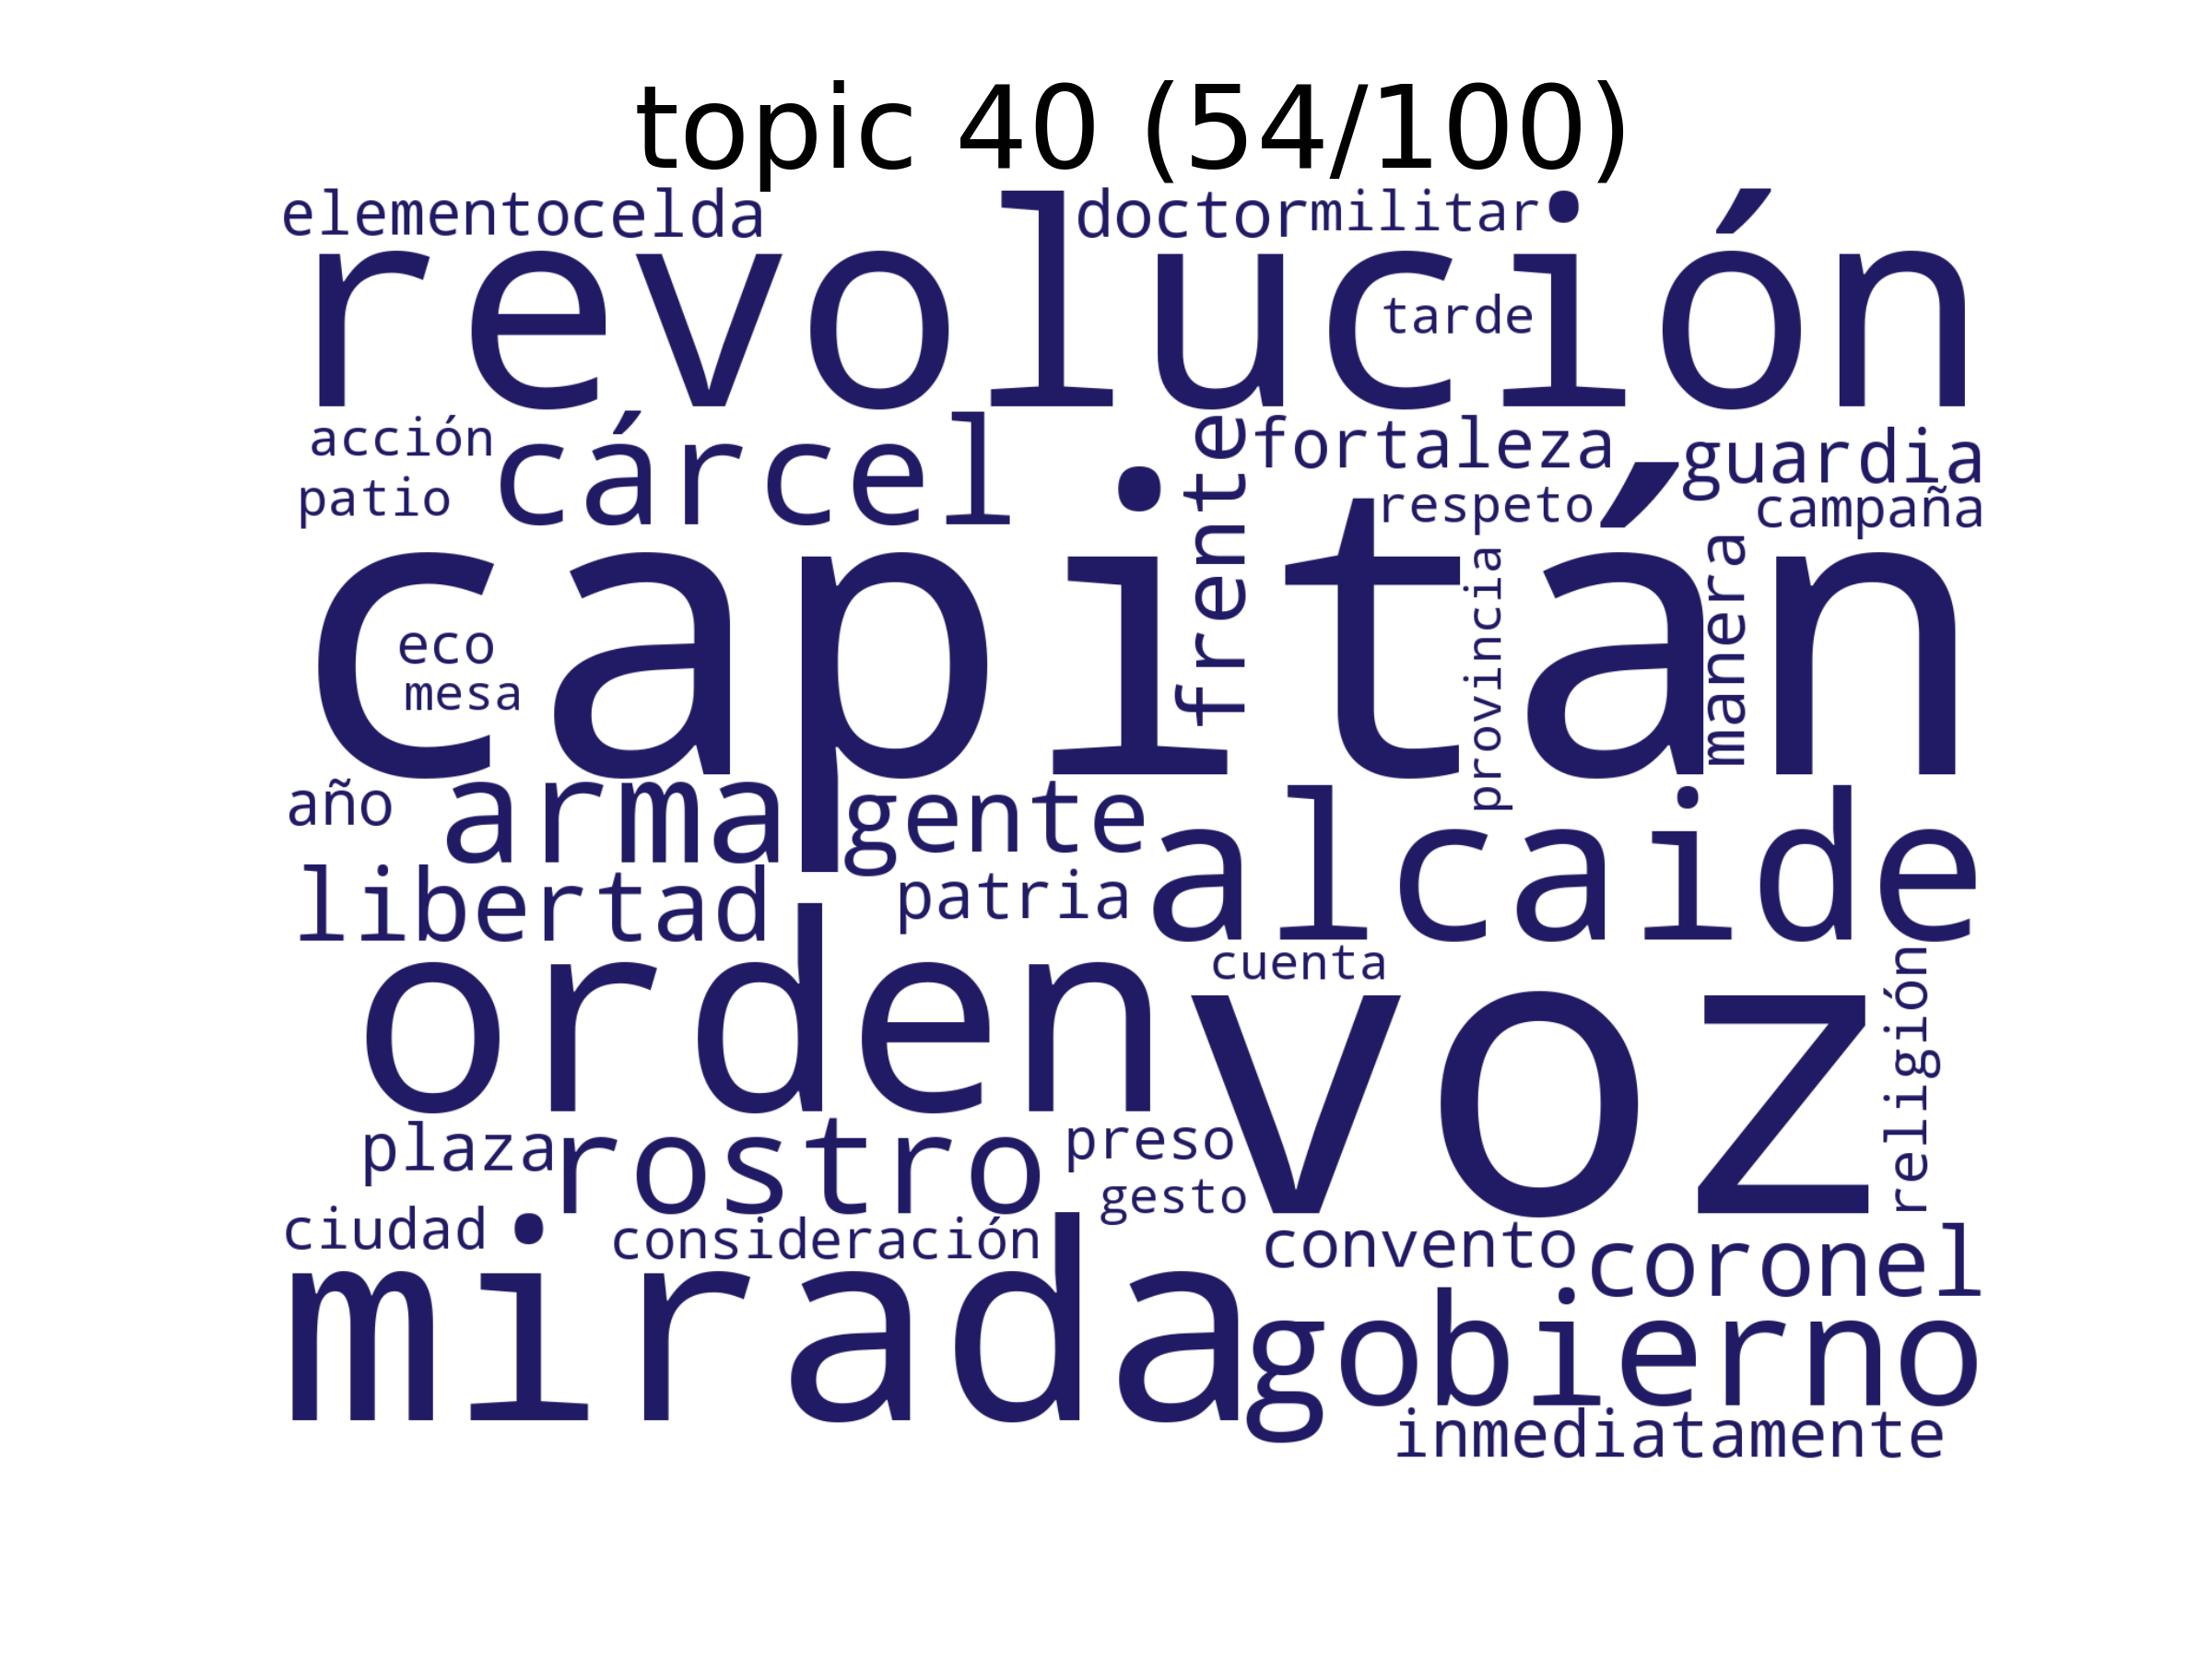 topic 40 (54/100)
elemento celda doctor militar
revolución
tarde
acción cárcel frente fortaleza guardia
patio respeto campaña
capitán
provincia manera
eco
mesa
año arma gente alcaide
libertad patria
orden cuenta voz religión
plaza rostro preso
gesto
ciudad consideración convento coronel
mirada gobierno
inmediatamente